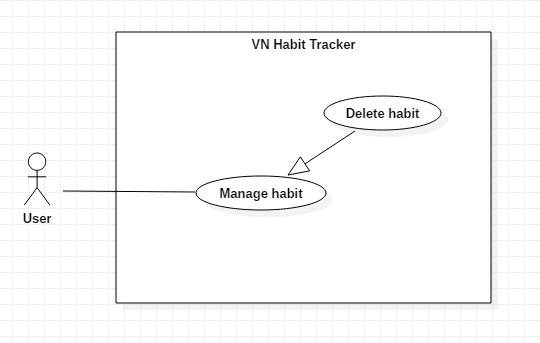 VN Habit Tracker
Delete habit
Manage habit
User